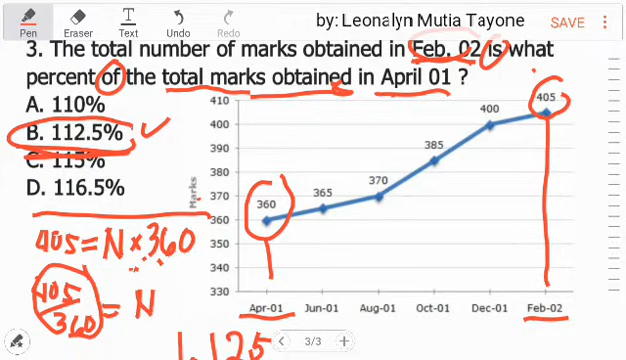 by: Leonalyn Mutia Tayone
SAVE
Pen Eraser Text Undo Redo
3. The total number of marks obtained in Feb. 02 is what
percent of the total marks obtained in April 01 ?
A. 110%
B. 112.5%
C. 115%
D. 116.5%
Marks
410
400
390
380
370
360
350
340
330
360
365
370
385
400
405
Apr-01 Jun-01 Aug-01 Oct-01 Dec-01 Feb-02
405 = N × 360
405
360 = N
1.125
3/3